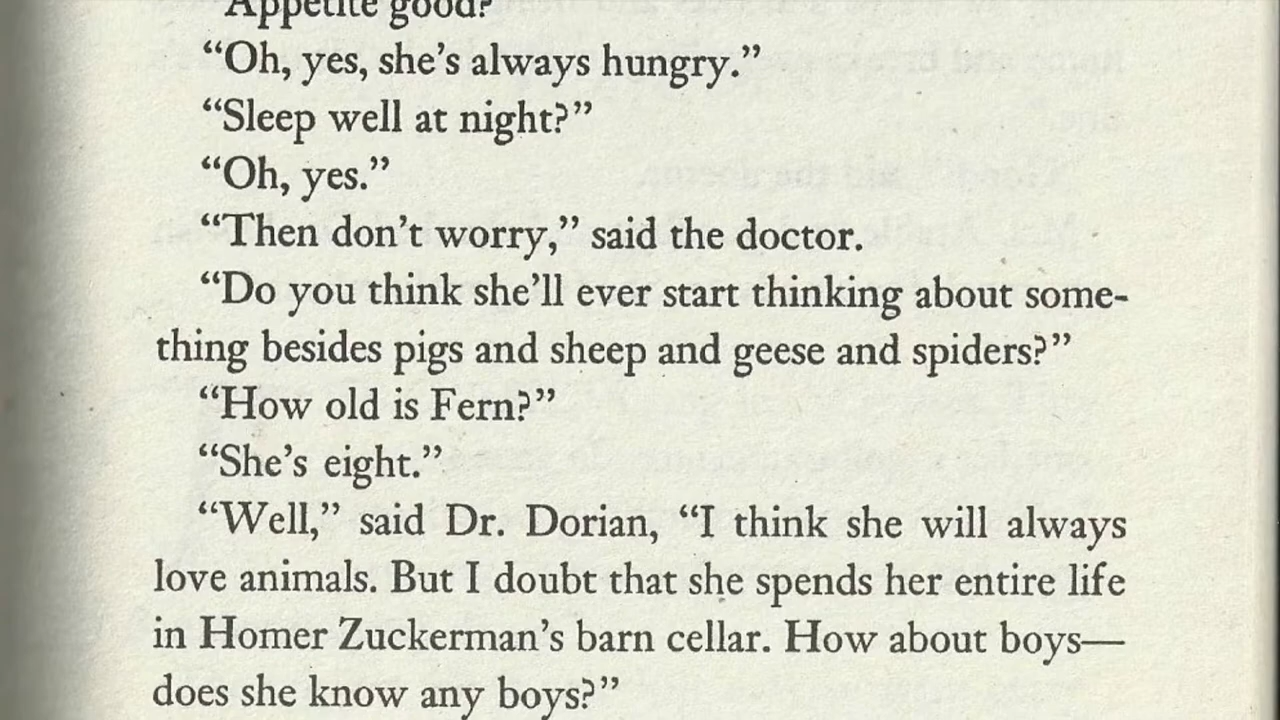 Appetite good?
“Oh, yes, she’s always hungry.”
“Sleep well at night?”
“Oh, yes.”
“Then don’t worry,” said the doctor.
“Do you think she’ll ever start thinking about some-
thing besides pigs and sheep and geese and spiders?”
“How old is Fern?”
“She’s eight.”
“Well,” said Dr. Dorian, “I think she will always
love animals. But I doubt that she spends her entire life
in Homer Zuckerman’s barn cellar. How about boys—
does she know any boys?”